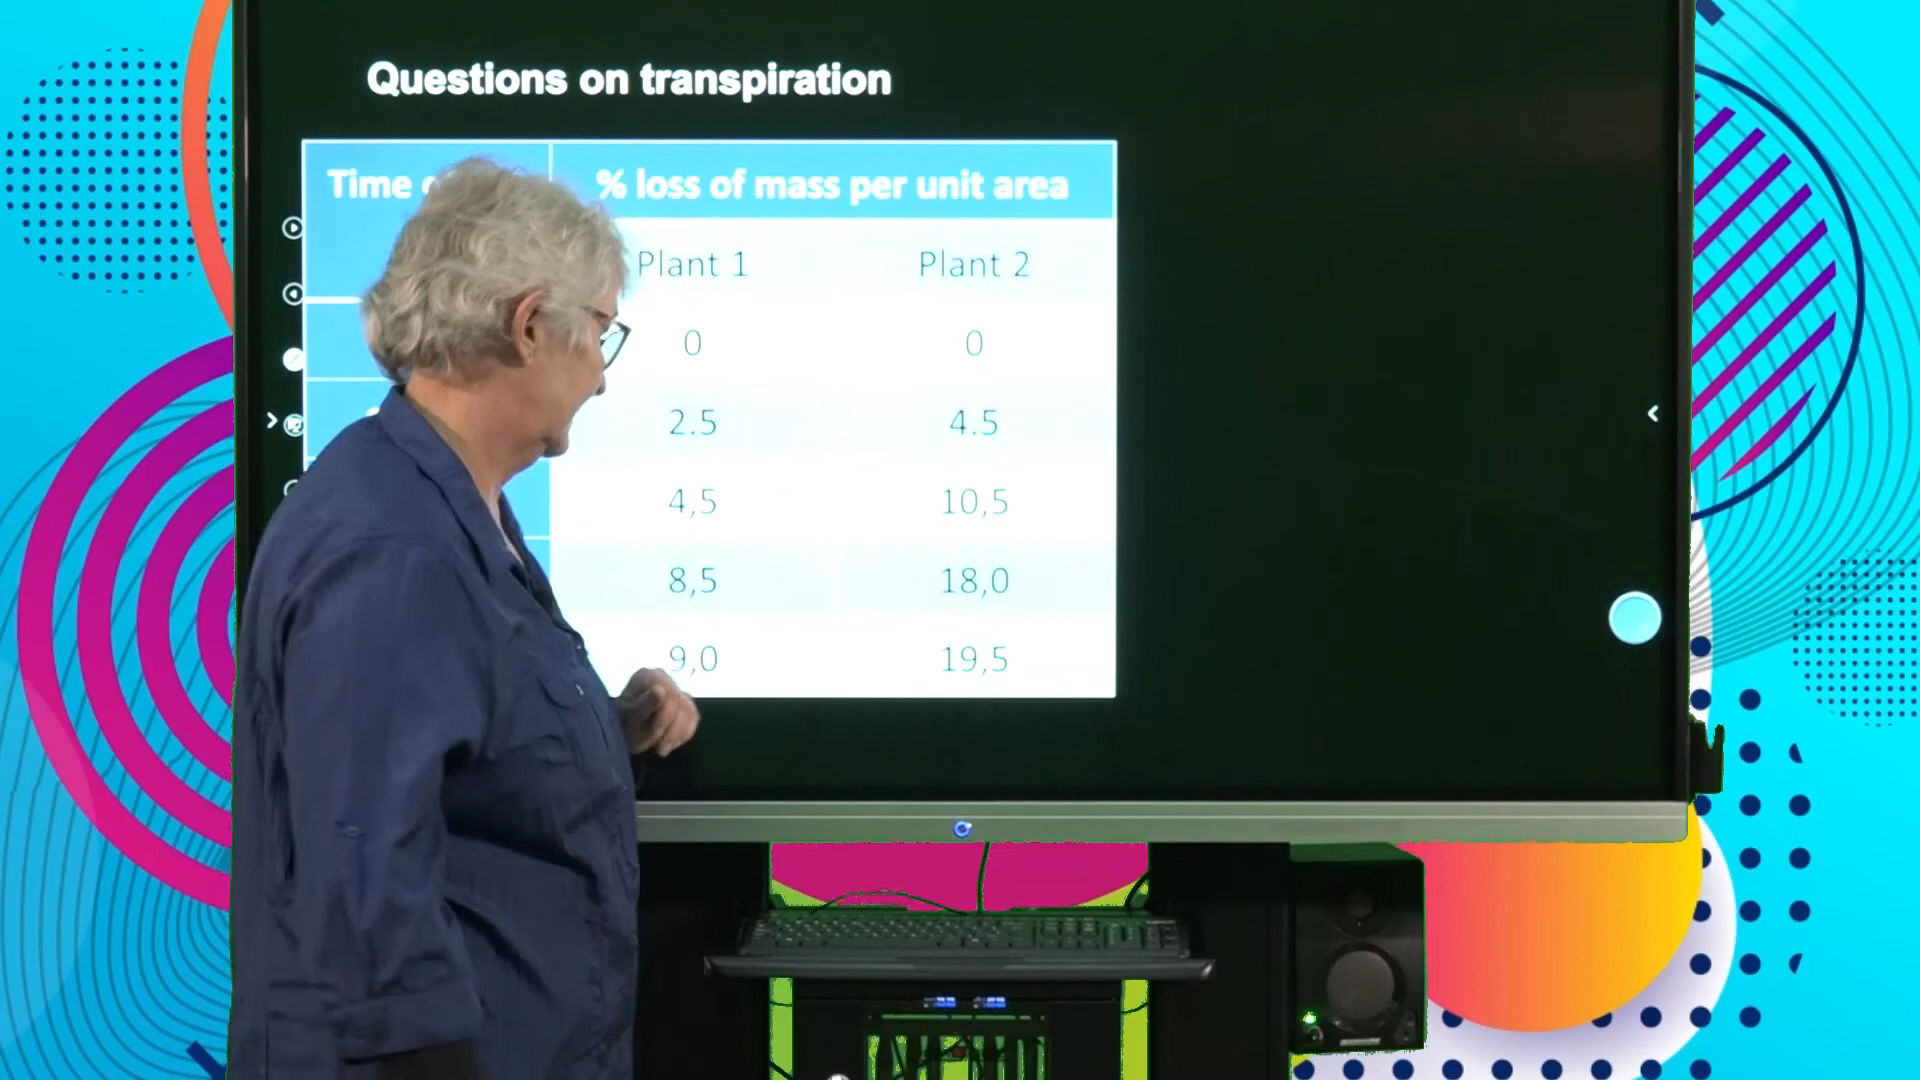 Questions on transpiration
Time
% loss of mass per unit area
Plant 1 Plant 2
0 0
2.5 4.5
4,5 10,5
8,5 18,0
9,0 19,5